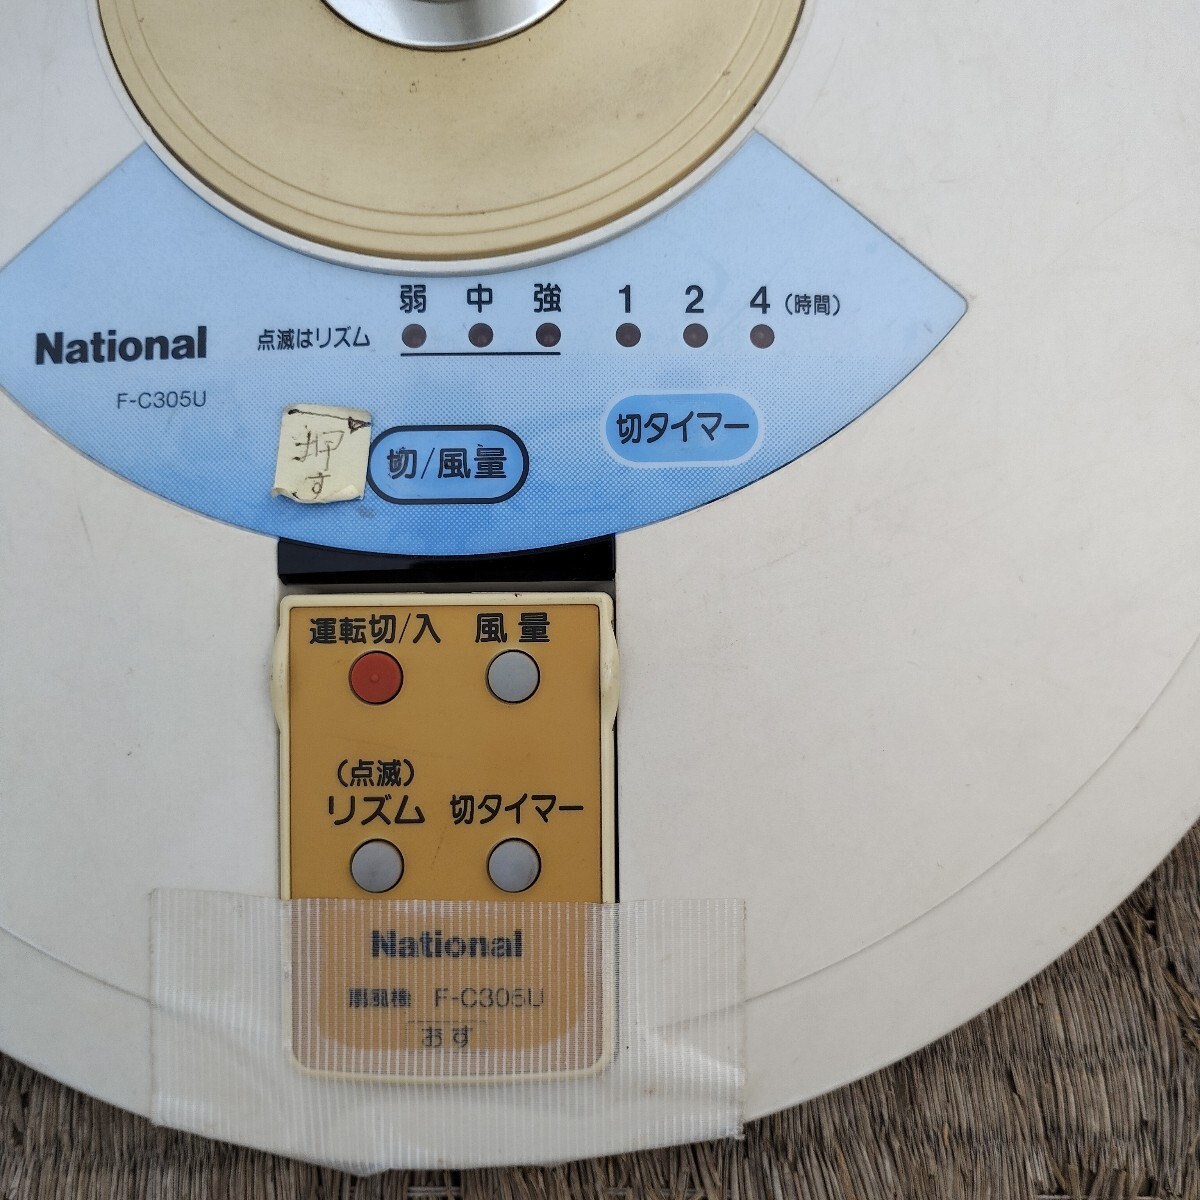 弱 中 強 1 2 4 (時間)
点滅はリズム
National
F-C305U
切タイマー
押す
切/風量
運転切/入 風量
(点滅)
リズム 切タイマー
National
扇風機 F-C305U
おす